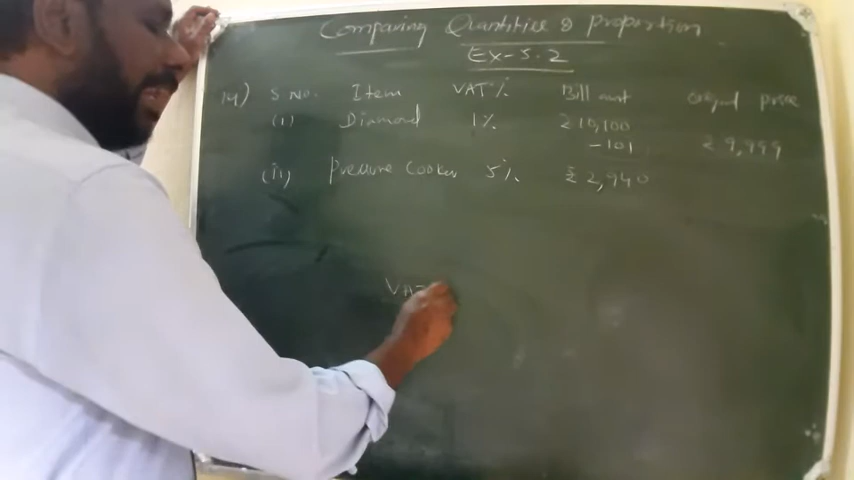 Comparing Quantities & Proportion
Ex-5.2
14) S No. Item VAT% Bill amt original price
(i) Diamond 1% ₹10,100
-101 ₹9,999
(ii) Pressure Cooker 5% ₹2,940
VAT